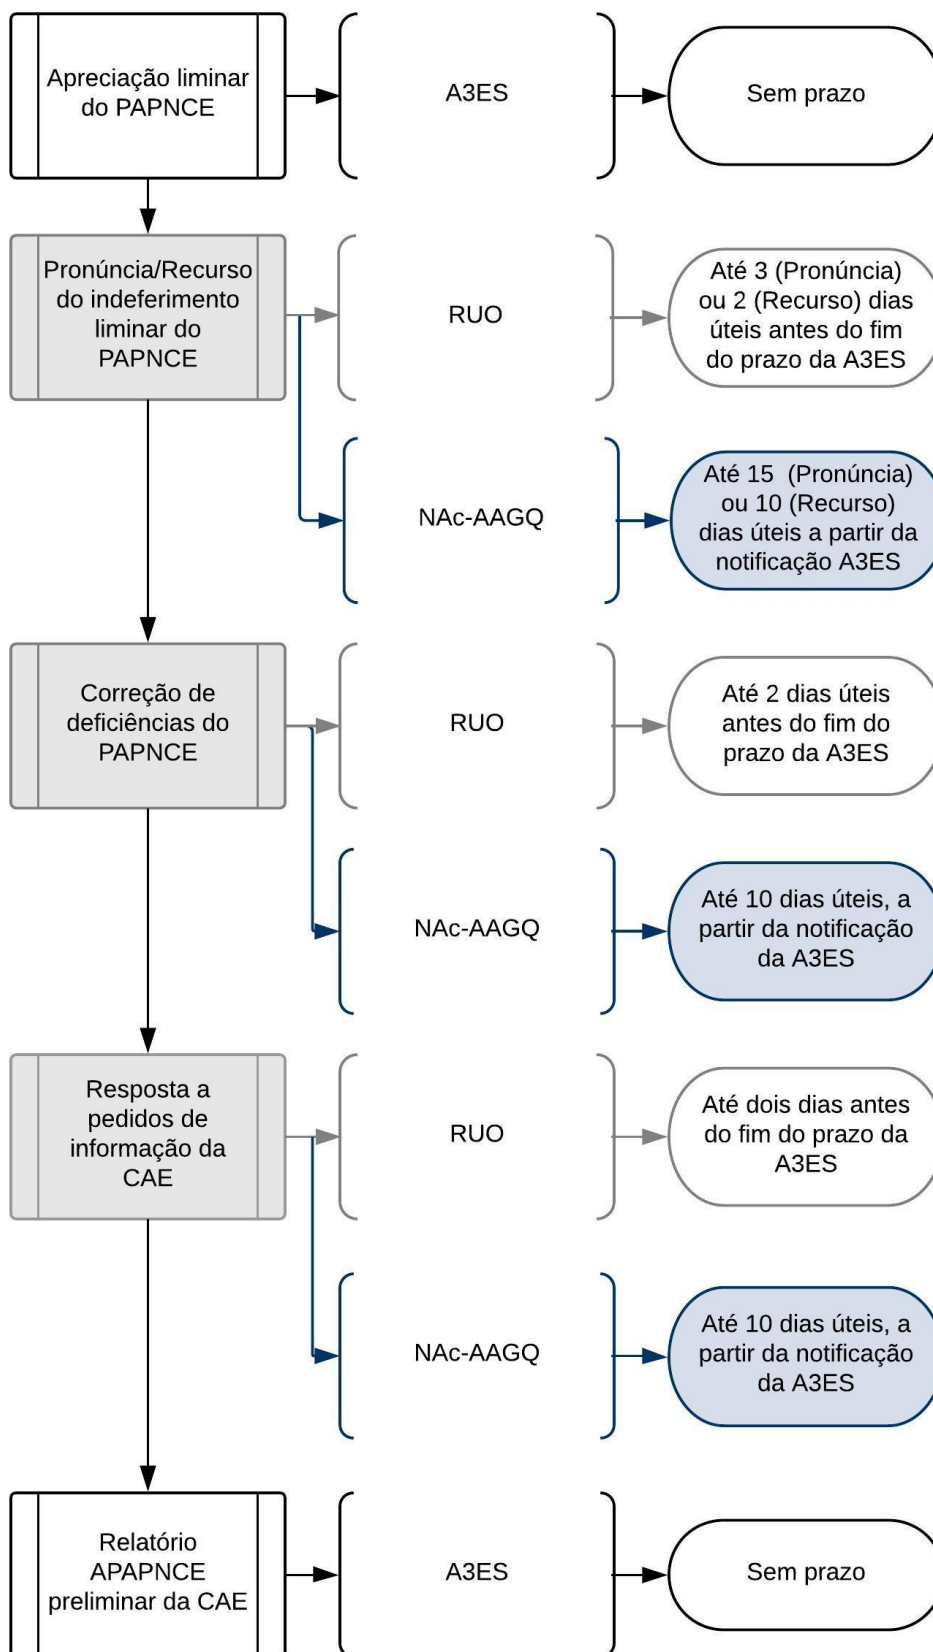 Apreciação liminar
do PAPNCE
A3ES
Sem prazo
Pronúncia/Recurso
do indeferimento
liminar do
PAPNCE
RUO
Até 3 (Pronúncia)
ou 2 (Recurso) dias
úteis antes do fim
do prazo da A3ES
NAc-AAGQ
Até 15 (Pronúncia)
ou 10 (Recurso)
dias úteis a partir da
notificação A3ES
Correção de
deficiências do
PAPNCE
RUO
Até 2 dias úteis
antes do fim do
prazo da A3ES
NAc-AAGQ
Até 10 dias úteis, a
partir da notificação
da A3ES
Resposta a
pedidos de
informação da
CAE
RUO
Até dois dias antes
do fim do prazo da
A3ES
NAc-AAGQ
Até 10 dias úteis, a
partir da notificação
da A3ES
Relatório
APAPNCE
preliminar da CAE
A3ES
Sem prazo